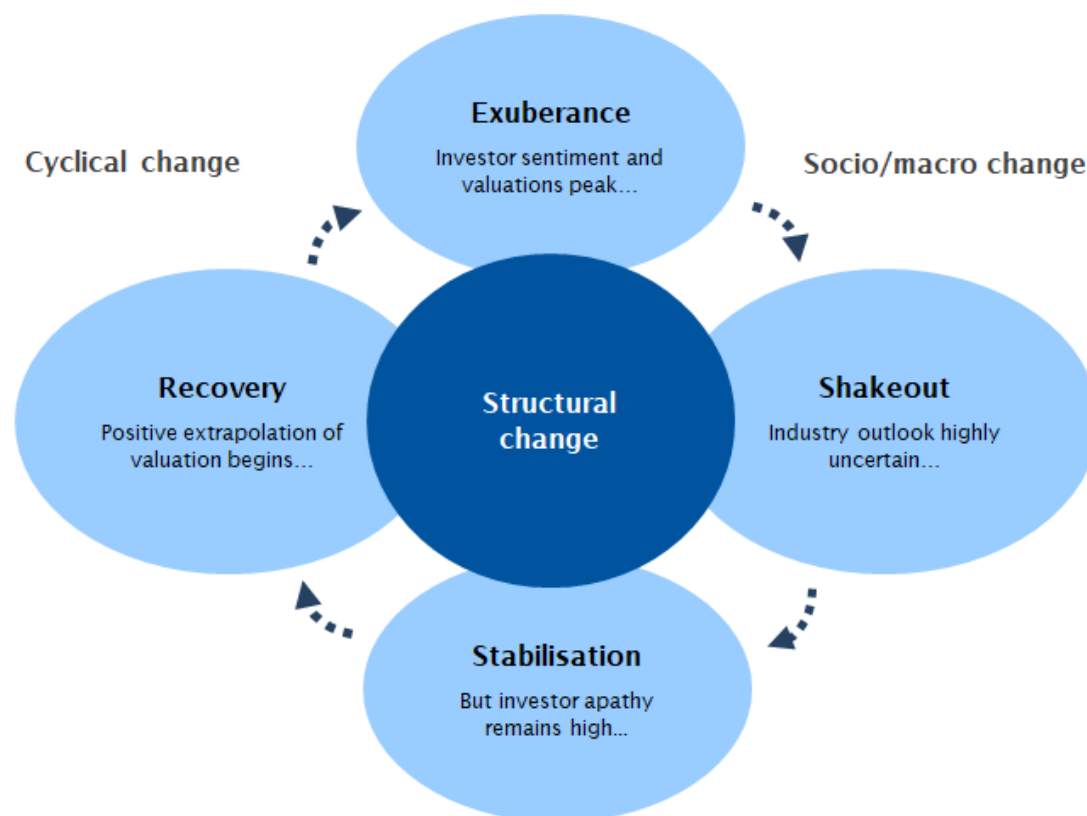 Exuberance
Investor sentiment and
valuations peak…
Cyclical change
Socio/macro change
Recovery
Positive extrapolation of
valuation begins…
Structural
change
Shakeout
Industry outlook highly
uncertain…
Stabilisation
But investor apathy
remains high…